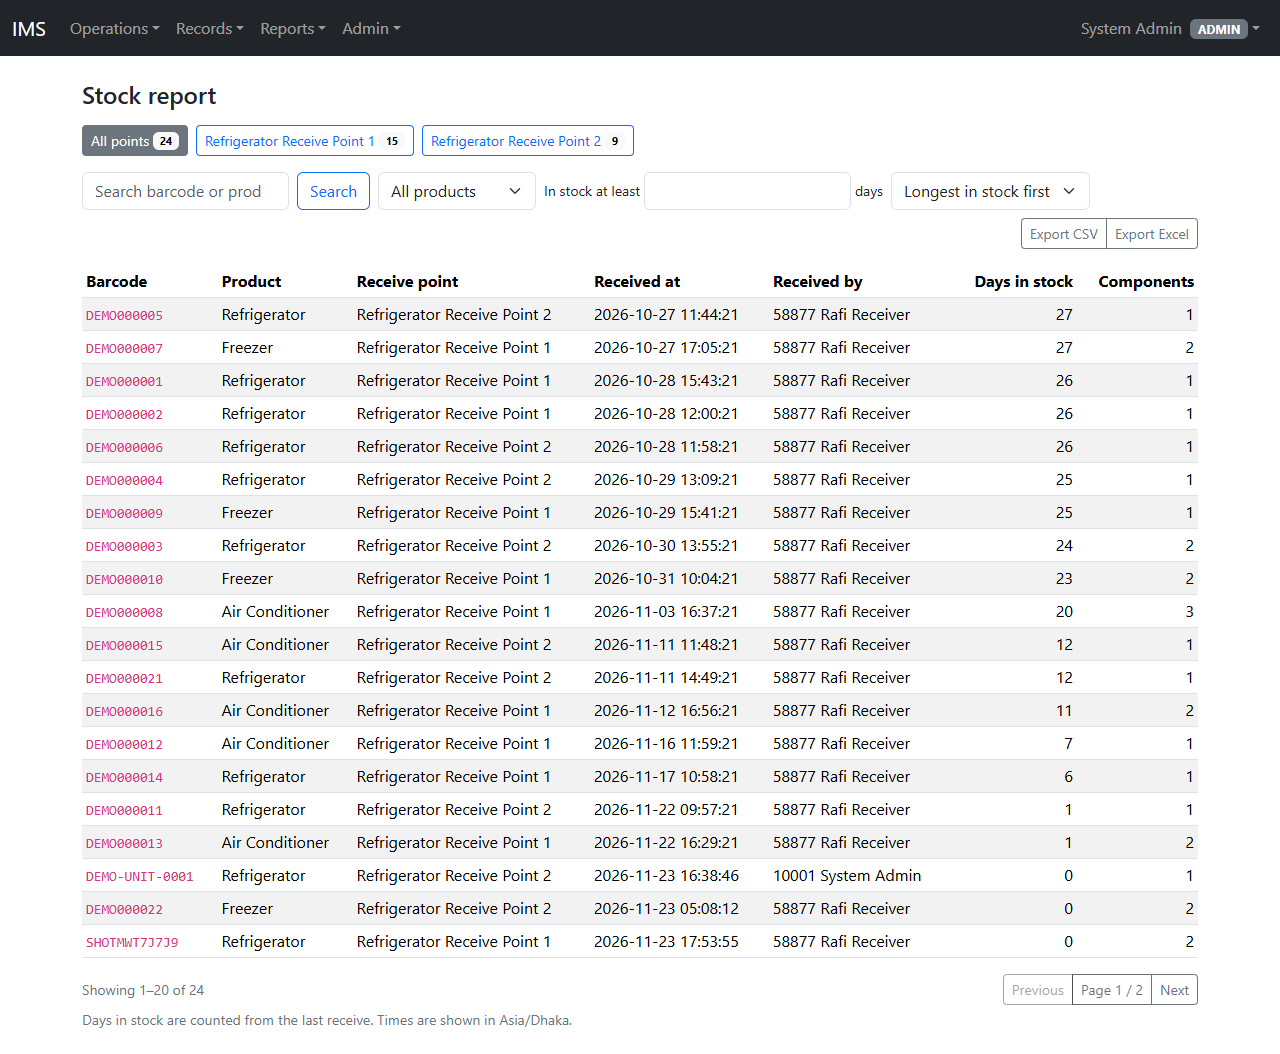 IMS Operations Records Reports Admin System Admin ADMIN
Stock report
All points 24 Refrigerator Receive Point 1 15 Refrigerator Receive Point 2 9
Search barcode or prod Search All products In stock at least days Longest in stock first
Export CSV Export Excel
Barcode Product Receive point Received at Received by Days in stock Components
DEMO000005 Refrigerator Refrigerator Receive Point 2 2026-10-27 11:44:21 58877 Rafi Receiver 27 1
DEMO000007 Freezer Refrigerator Receive Point 1 2026-10-27 17:05:21 58877 Rafi Receiver 27 2
DEMO000001 Refrigerator Refrigerator Receive Point 1 2026-10-28 15:43:21 58877 Rafi Receiver 26 1
DEMO000002 Refrigerator Refrigerator Receive Point 1 2026-10-28 12:00:21 58877 Rafi Receiver 26 1
DEMO000006 Refrigerator Refrigerator Receive Point 2 2026-10-28 11:58:21 58877 Rafi Receiver 26 1
DEMO000004 Refrigerator Refrigerator Receive Point 2 2026-10-29 13:09:21 58877 Rafi Receiver 25 1
DEMO000009 Freezer Refrigerator Receive Point 1 2026-10-29 15:41:21 58877 Rafi Receiver 25 1
DEMO000003 Refrigerator Refrigerator Receive Point 2 2026-10-30 13:55:21 58877 Rafi Receiver 24 2
DEMO000010 Freezer Refrigerator Receive Point 1 2026-10-31 10:04:21 58877 Rafi Receiver 23 2
DEMO000008 Air Conditioner Refrigerator Receive Point 1 2026-11-03 16:37:21 58877 Rafi Receiver 20 3
DEMO000015 Air Conditioner Refrigerator Receive Point 2 2026-11-11 11:48:21 58877 Rafi Receiver 12 1
DEMO000021 Refrigerator Refrigerator Receive Point 2 2026-11-11 14:49:21 58877 Rafi Receiver 12 1
DEMO000016 Air Conditioner Refrigerator Receive Point 1 2026-11-12 16:56:21 58877 Rafi Receiver 11 2
DEMO000012 Air Conditioner Refrigerator Receive Point 1 2026-11-16 11:59:21 58877 Rafi Receiver 7 1
DEMO000014 Refrigerator Refrigerator Receive Point 1 2026-11-17 10:58:21 58877 Rafi Receiver 6 1
DEMO000011 Refrigerator Refrigerator Receive Point 2 2026-11-22 09:57:21 58877 Rafi Receiver 1 1
DEMO000013 Air Conditioner Refrigerator Receive Point 1 2026-11-22 16:29:21 58877 Rafi Receiver 1 2
DEMO-UNIT-0001 Refrigerator Refrigerator Receive Point 2 2026-11-23 16:38:46 10001 System Admin 0 1
DEMO000022 Freezer Refrigerator Receive Point 2 2026-11-23 05:08:12 58877 Rafi Receiver 0 2
SHOTMWT7J7J9 Refrigerator Refrigerator Receive Point 1 2026-11-23 17:53:55 58877 Rafi Receiver 0 2
Showing 1–20 of 24 Previous Page 1 / 2 Next
Days in stock are counted from the last receive. Times are shown in Asia/Dhaka.